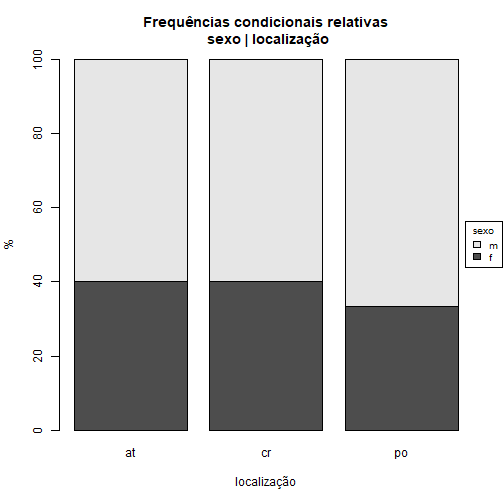 Frequências condicionais relativas
sexo | localização
100
80
60
40
20
0
%
sexo
m
f
at cr po
localização